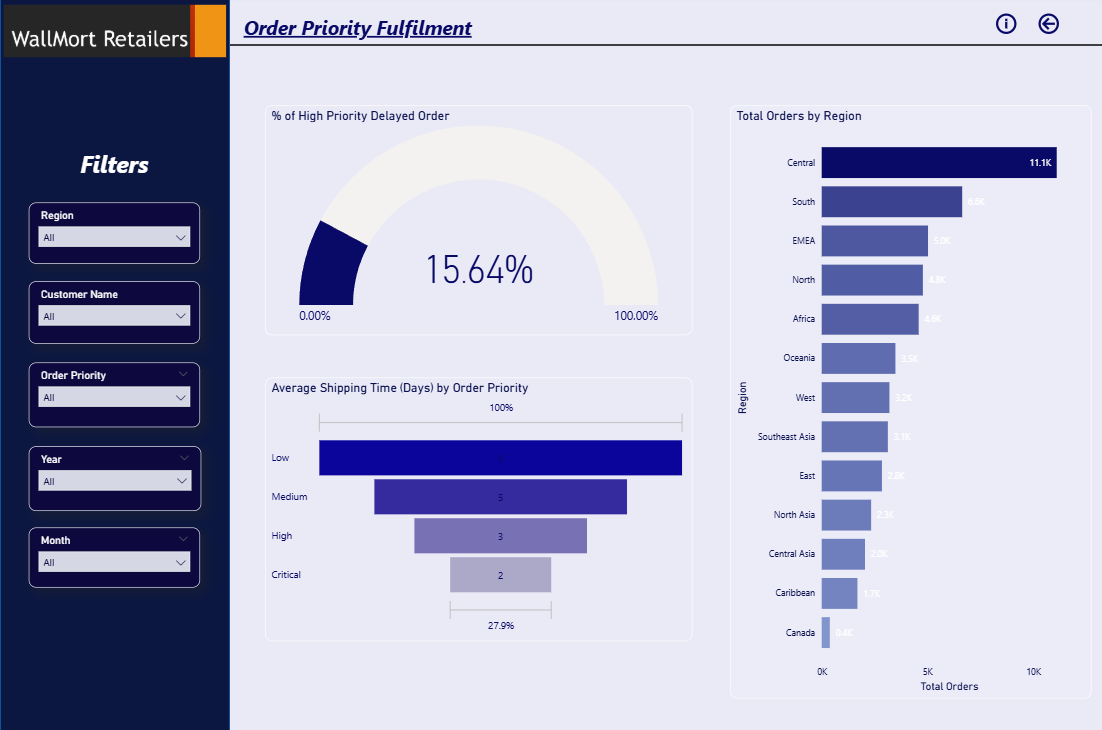 WallMort Retailers
Order Priority Fulfilment
Filters
Region
All
Customer Name
All
Order Priority
All
Year
All
Month
All
% of High Priority Delayed Order
15.64%
0.00%
100.00%
Average Shipping Time (Days) by Order Priority
100%
Low
Medium
5
High
3
Critical
2
27.9%
Total Orders by Region
Region
Central
11.1K
South
6.6K
EMEA
5.0K
North
4.8K
Africa
4.6K
Oceania
3.5K
West
3.2K
Southeast Asia
3.1K
East
2.8K
North Asia
2.3K
Central Asia
2.0K
Caribbean
1.7K
Canada
0.4K
0K
5K
10K
Total Orders